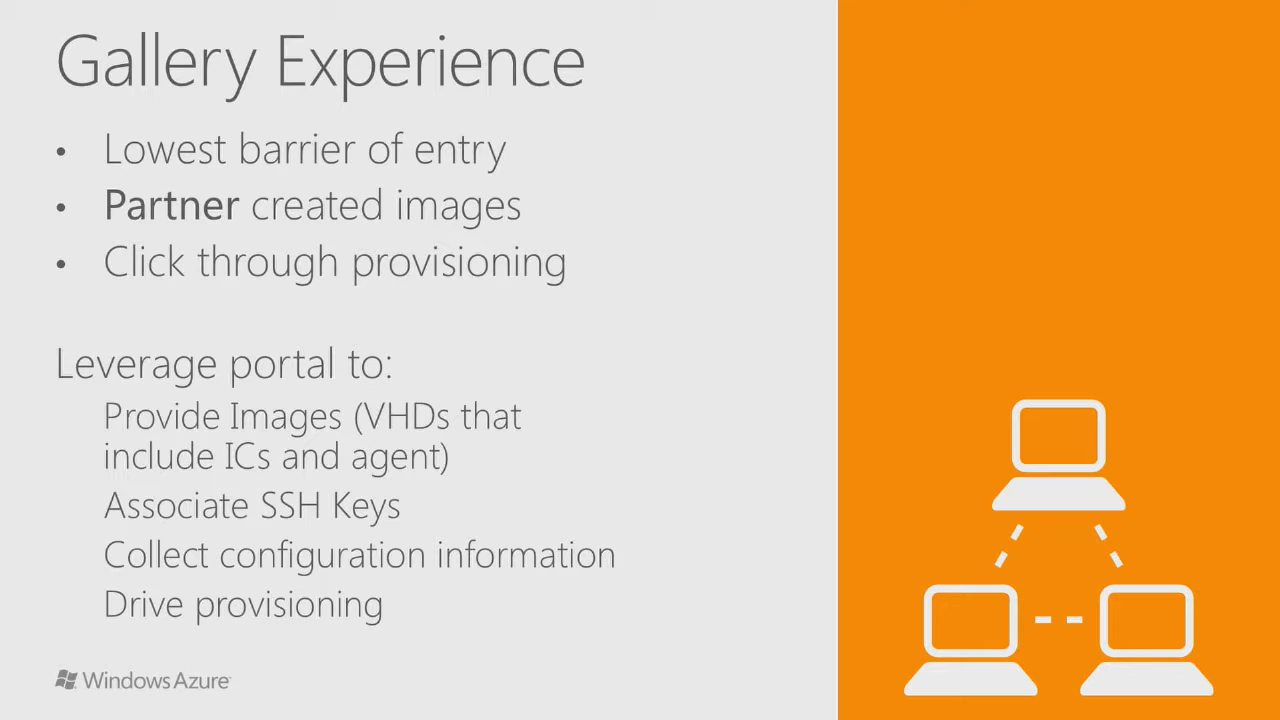 Gallery Experience
• Lowest barrier of entry
• Partner created images
• Click through provisioning
Leverage portal to:
Provide Images (VHDs that
include ICs and agent)
Associate SSH Keys
Collect configuration information
Drive provisioning
Windows Azure